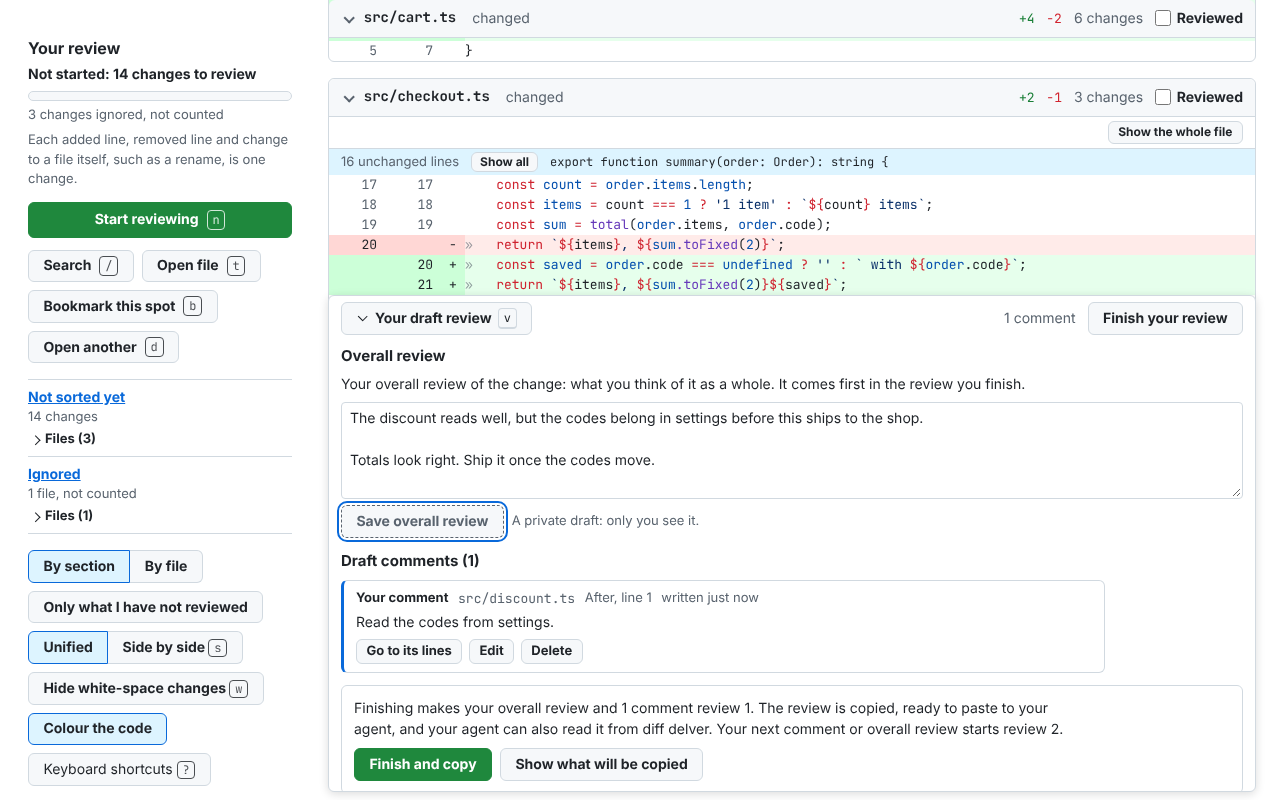 Your review
Not started: 14 changes to review
3 changes ignored, not counted
Each added line, removed line and change
to a file itself, such as a rename, is one
change.
Start reviewing n
Search / Open file t
Bookmark this spot b
Open another d
Not sorted yet
14 changes
Files (3)
Ignored
1 file, not counted
Files (1)
By section By file
Only what I have not reviewed
Unified Side by side s
Hide white-space changes w
Colour the code
Keyboard shortcuts ?
src/cart.ts changed +4 -2 6 changes Reviewed
5 7 }
src/checkout.ts changed +2 -1 3 changes Reviewed
Show the whole file
16 unchanged lines Show all export function summary(order: Order): string {
17 17 const count = order.items.length;
18 18 const items = count === 1 ? '1 item' : `${count} items`;
19 19 const sum = total(order.items, order.code);
20 - » return `${items}, ${sum.toFixed(2)}`;
20 + » const saved = order.code === undefined ? '' : ` with ${order.code}`;
21 + » return `${items}, ${sum.toFixed(2)}${saved}`;
Your draft review v 1 comment Finish your review
Overall review
Your overall review of the change: what you think of it as a whole. It comes first in the review you finish.
The discount reads well, but the codes belong in settings before this ships to the shop.
Totals look right. Ship it once the codes move.
Save overall review A private draft: only you see it.
Draft comments (1)
Your comment src/discount.ts After, line 1 written just now
Read the codes from settings.
Go to its lines Edit Delete
Finishing makes your overall review and 1 comment review 1. The review is copied, ready to paste to your
agent, and your agent can also read it from diff delver. Your next comment or overall review starts review 2.
Finish and copy Show what will be copied